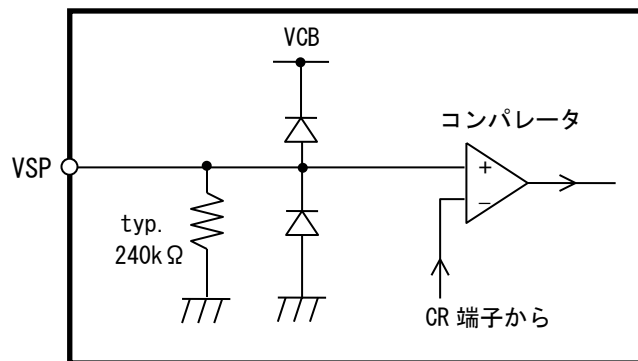 VCB
コンパレータ
VSP
+
−
typ.
240kΩ
CR 端子から